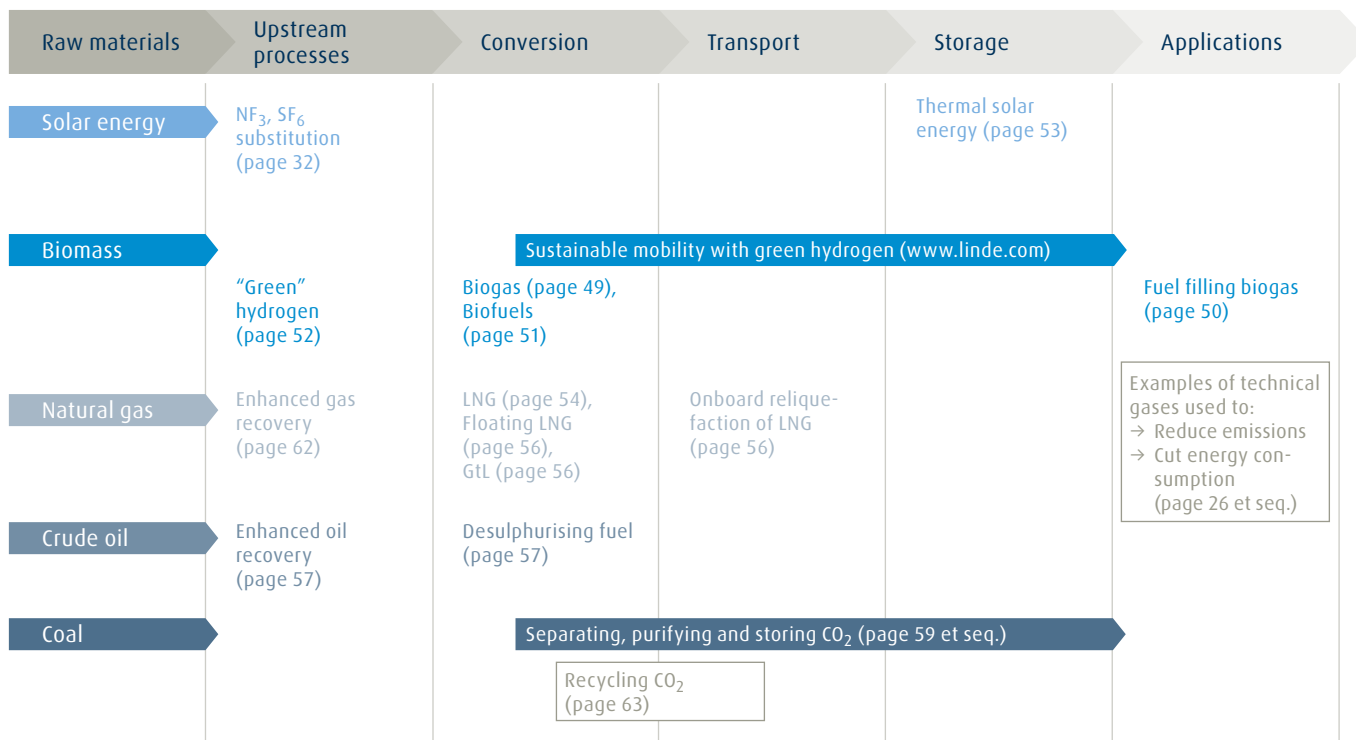 Raw materials
Upstream
processes
Conversion
Transport
Storage
Applications
Solar energy
NF₃, SF₆
substitution
(page 32)
Thermal solar
energy (page 53)
Biomass
Sustainable mobility with green hydrogen (www.linde.com)
“Green”
hydrogen
(page 52)
Biogas (page 49),
Biofuels
(page 51)
Fuel filling biogas
(page 50)
Natural gas
Enhanced gas
recovery
(page 62)
LNG (page 54),
Floating LNG
(page 56),
GtL (page 56)
Onboard relique-
faction of LNG
(page 56)
Examples of technical
gases used to:
→ Reduce emissions
→ Cut energy con-
sumption
(page 26 et seq.)
Crude oil
Enhanced oil
recovery
(page 57)
Desulphurising fuel
(page 57)
Coal
Separating, purifying and storing CO₂ (page 59 et seq.)
Recycling CO₂
(page 63)